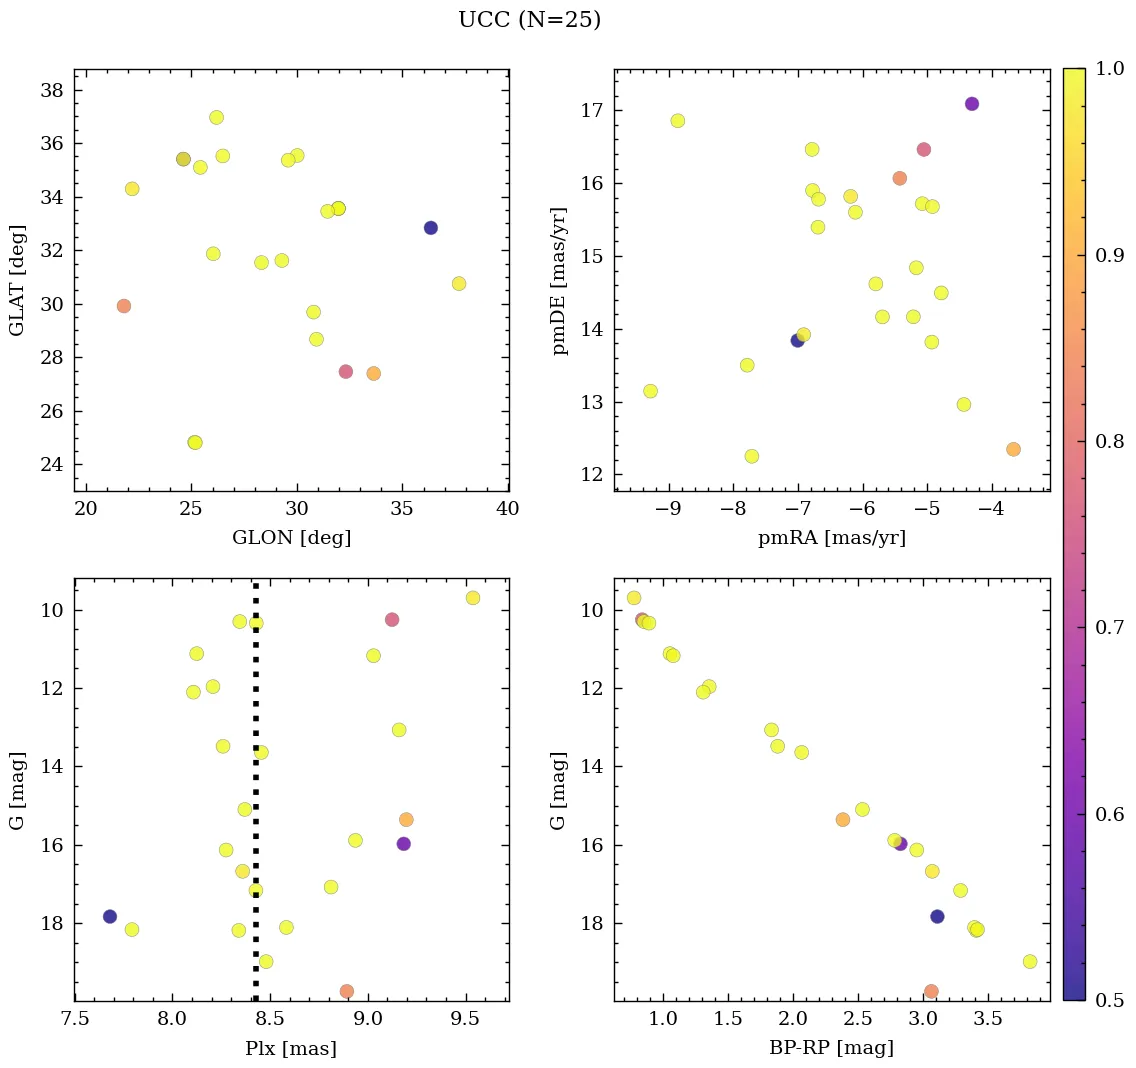 UCC (N=25)
38
36
34
32
30
28
26
24
GLAT [deg]
20 25 30 35 40
GLON [deg]
17
16
15
14
13
12
pmDE [mas/yr]
−9 −8 −7 −6 −5 −4
pmRA [mas/yr]
1.0
0.9
0.8
0.7
0.6
0.5
10
12
14
16
18
G [mag]
7.5 8.0 8.5 9.0 9.5
Plx [mas]
10
12
14
16
18
G [mag]
1.0 1.5 2.0 2.5 3.0 3.5
BP-RP [mag]